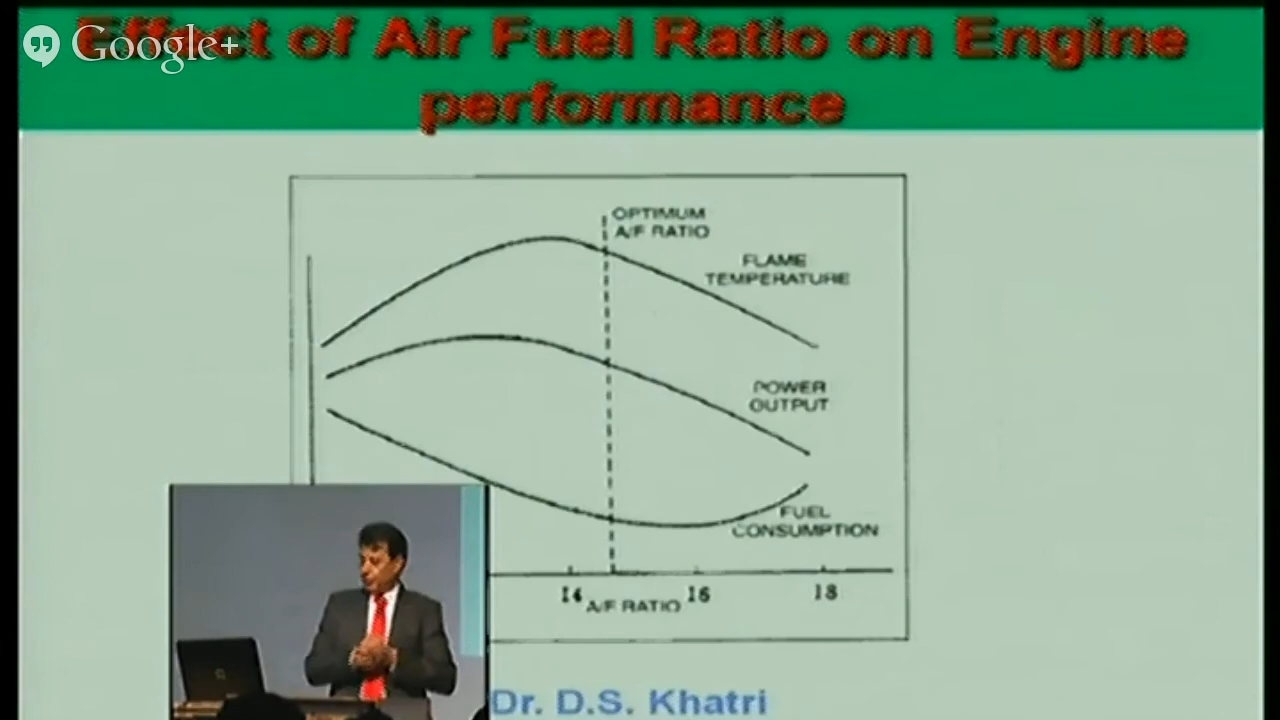 Google+
Effect of Air Fuel Ratio on Engine
performance
OPTIMUM
A/F RATIO
FLAME
TEMPERATURE
POWER
OUTPUT
FUEL
CONSUMPTION
14 16 18
A/F RATIO
Dr. D.S. Khatri